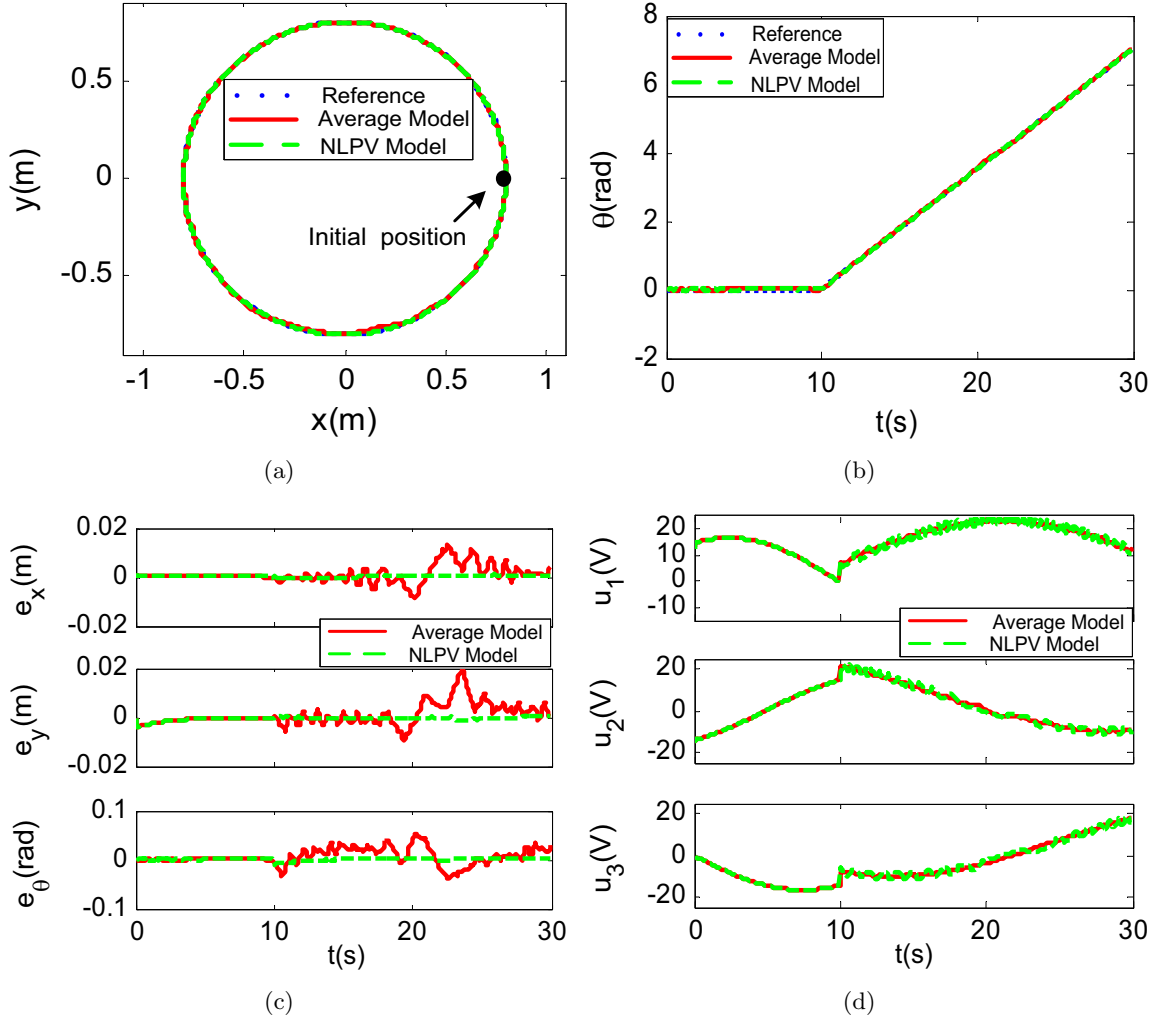 0.5
0
-0.5
y(m)
Reference
Average Model
NLPV Model
Initial position
-1
-0.5
0
0.5
1
x(m)
(a)
8
6
4
2
0
-2
θ(rad)
Reference
Average Model
NLPV Model
0
10
20
30
t(s)
(b)
0.02
0
-0.02
e_x(m)
Average Model
NLPV Model
0.02
0
0.02
e_y(m)
0.1
0
-0.1
e_θ(rad)
0
10
20
30
t(s)
(c)
20
10
0
-10
u_1(V)
Average Model
NLPV Model
20
0
-20
u_2(V)
20
0
-20
u_3(V)
0
10
20
30
t(s)
(d)